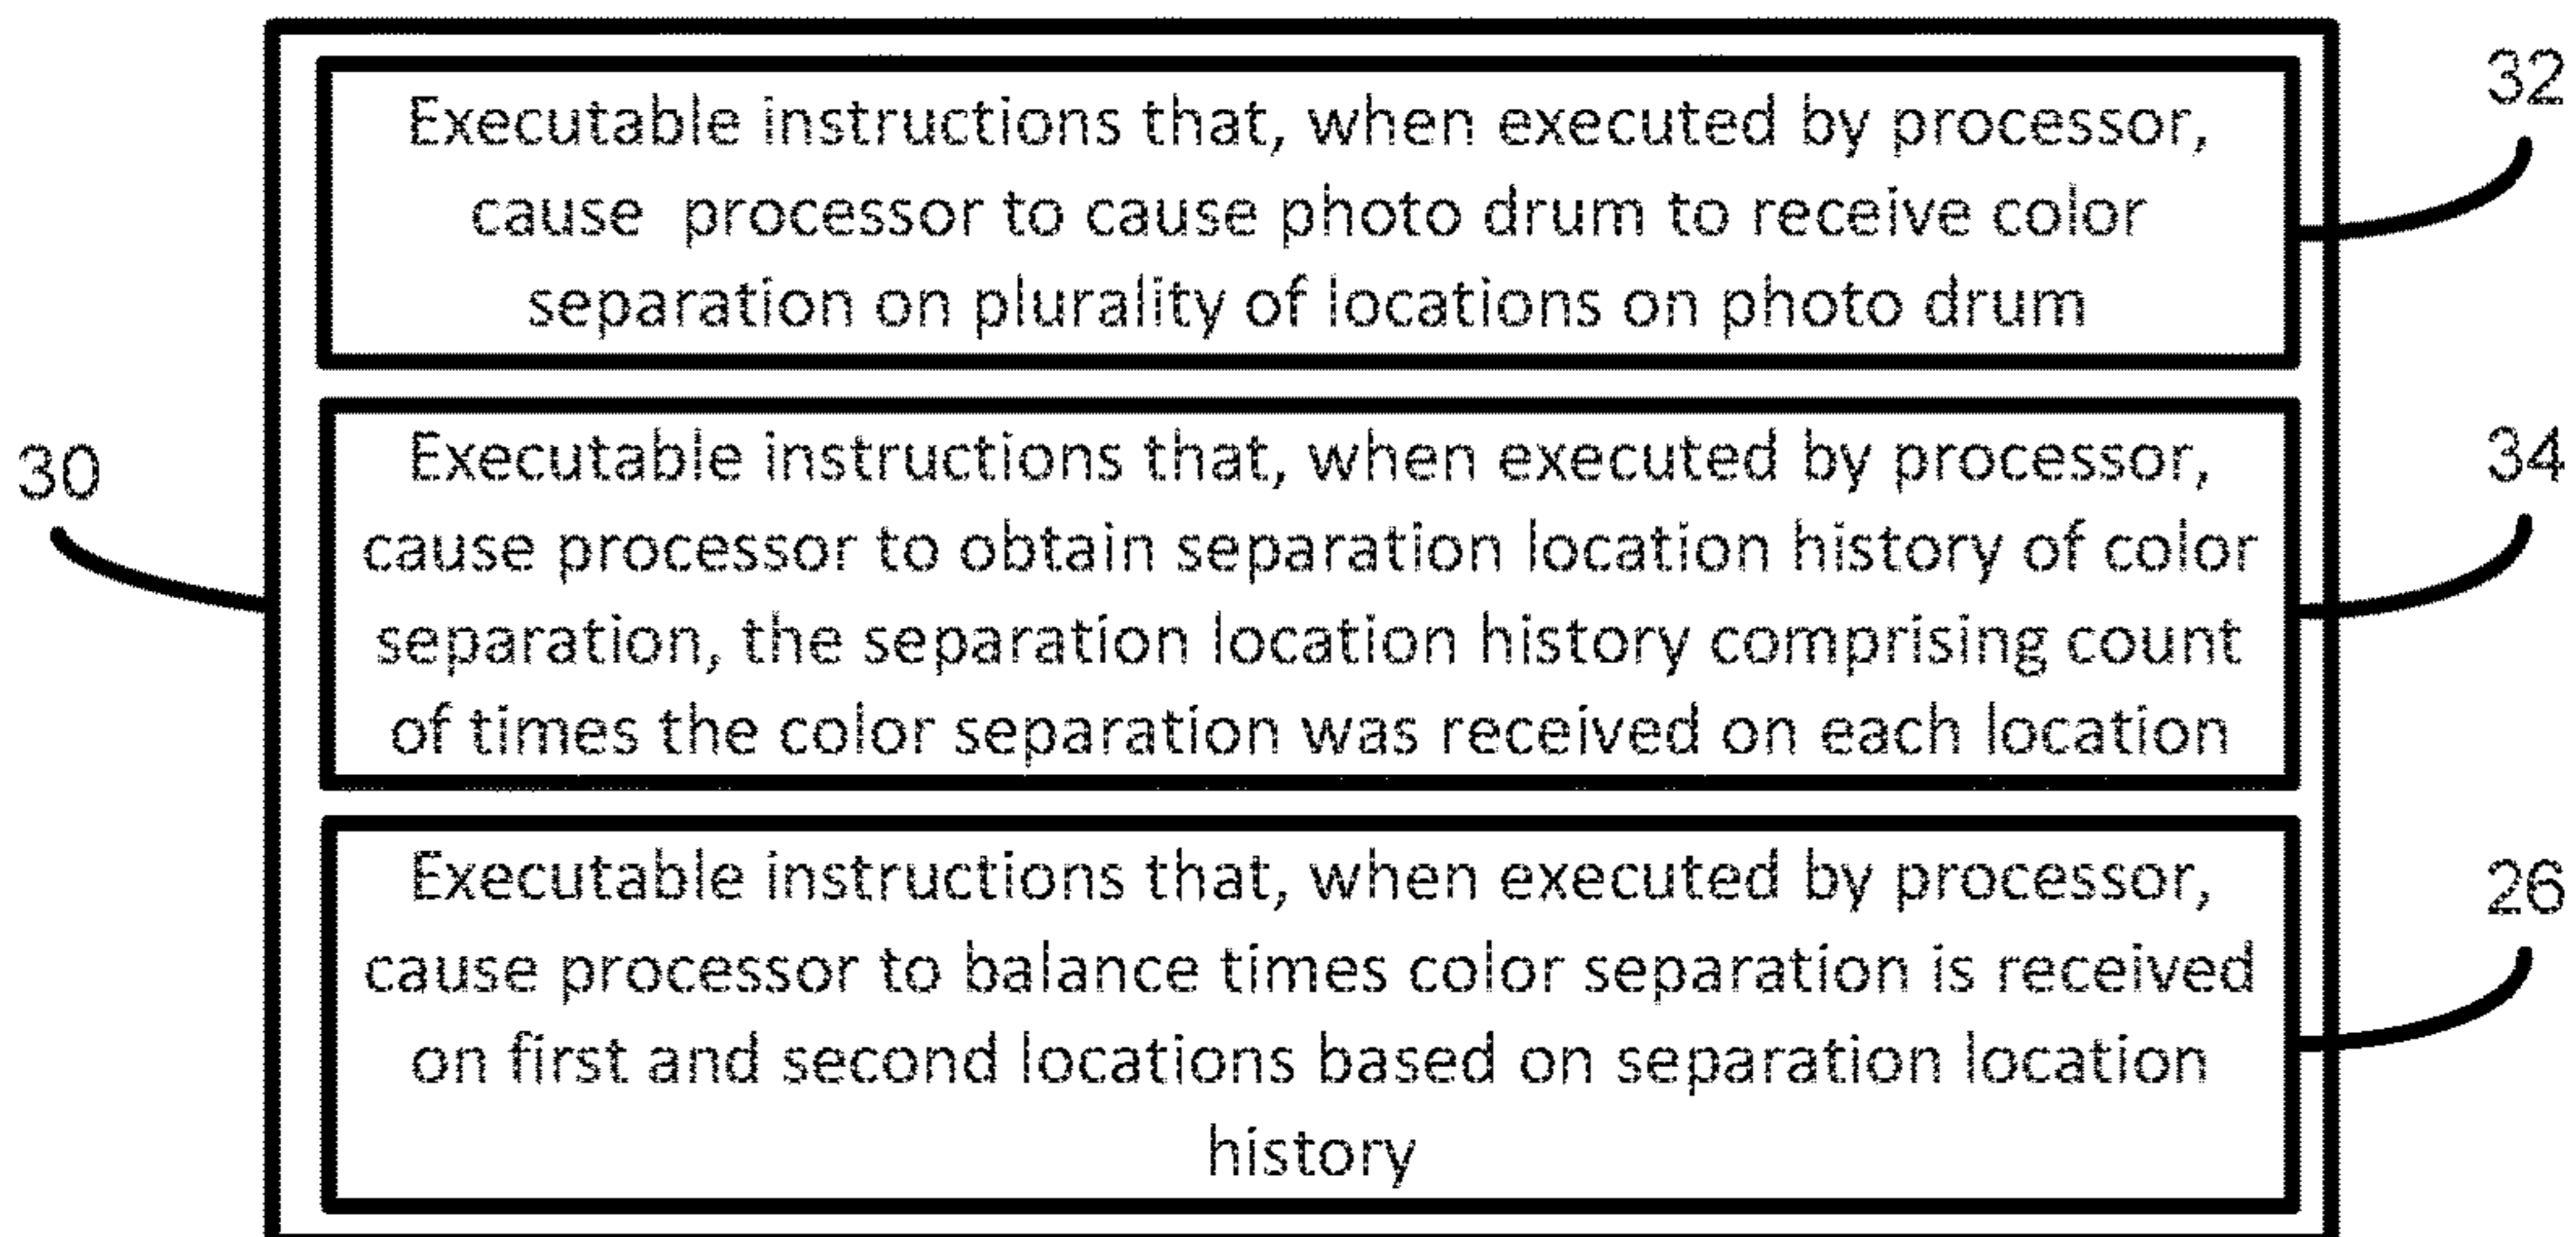 32
Executable instructions that, when executed by processor,
cause processor to cause photo drum to receive color
separation on plurality of locations on photo drum
30
34
Executable instructions that, when executed by processor,
cause processor to obtain separation location history of color
separation, the separation location history comprising count
of times the color separation was received on each location
26
Executable instructions that, when executed by processor,
cause processor to balance times color separation is received
on first and second locations based on separation location
history